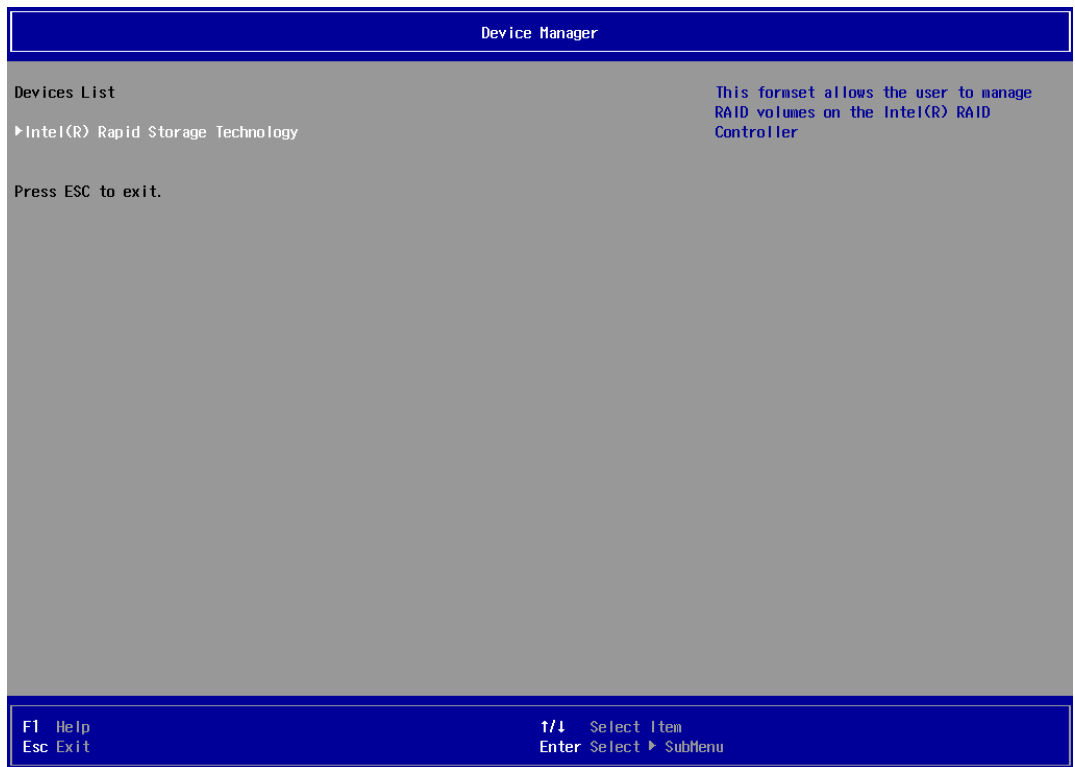 Device Manager
Devices List
▶Intel(R) Rapid Storage Technology
Press ESC to exit.
This formset allows the user to manage
RAID volumes on the Intel(R) RAID
Controller
F1 Help
Esc Exit
↑/↓ Select Item
Enter Select ▶ SubMenu